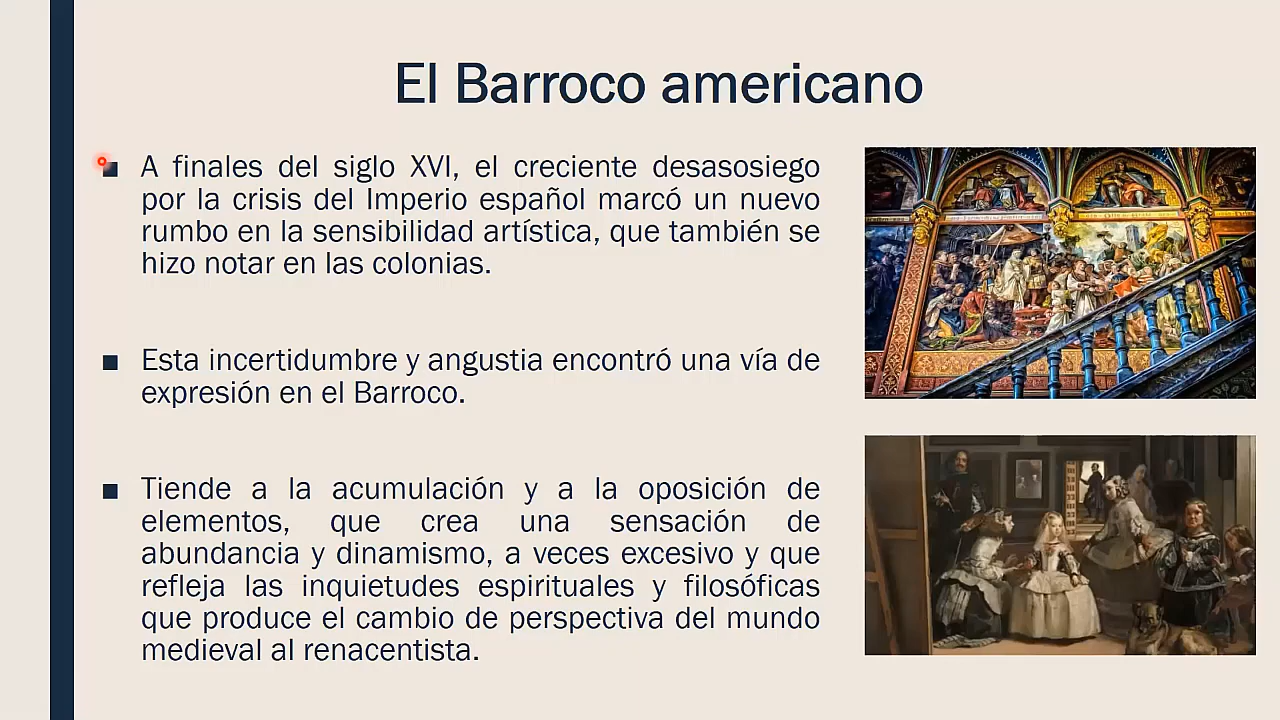 El Barroco americano
A finales del siglo XVI, el creciente desasosiego
por la crisis del Imperio español marcó un nuevo
rumbo en la sensibilidad artística, que también se
hizo notar en las colonias.
Esta incertidumbre y angustia encontró una vía de
expresión en el Barroco.
Tiende a la acumulación y a la oposición de
elementos, que crea una sensación de
abundancia y dinamismo, a veces excesivo y que
refleja las inquietudes espirituales y filosóficas
que produce el cambio de perspectiva del mundo
medieval al renacentista.